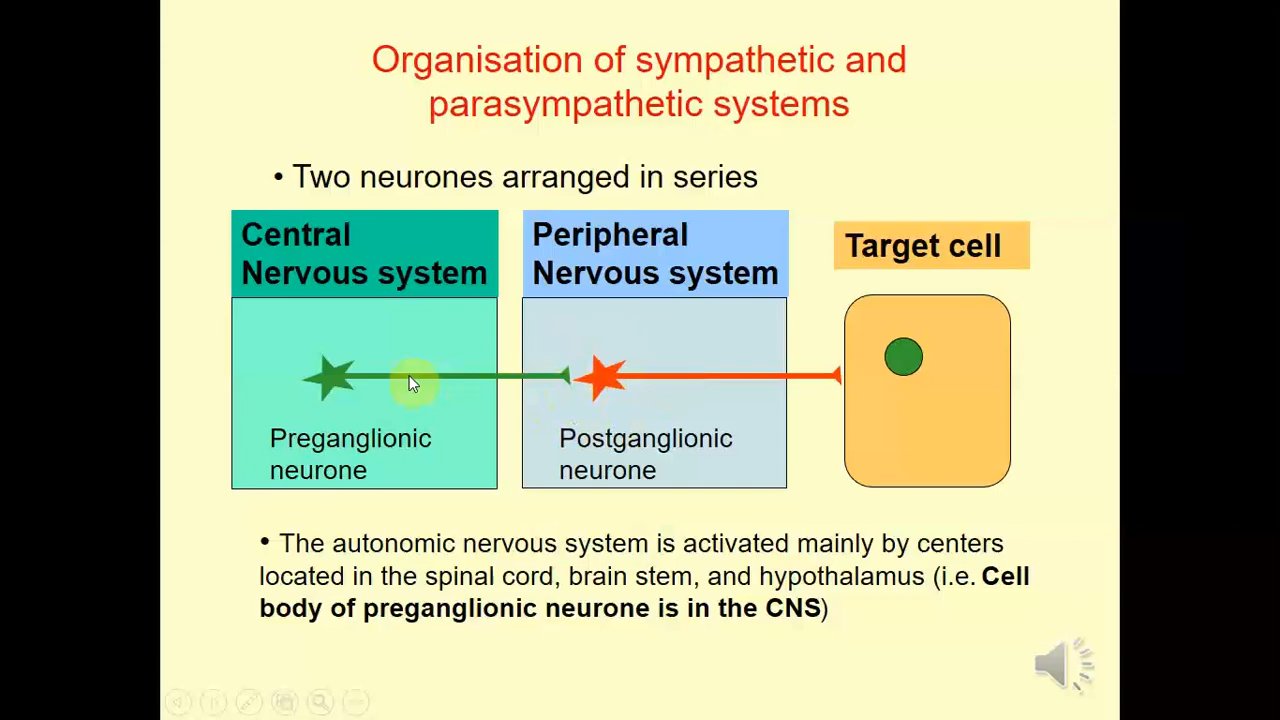 Organisation of sympathetic and
parasympathetic systems
• Two neurones arranged in series
Central
Nervous system
Peripheral
Nervous system
Target cell
Preganglionic
neurone
Postganglionic
neurone
• The autonomic nervous system is activated mainly by centers
located in the spinal cord, brain stem, and hypothalamus (i.e. Cell
body of preganglionic neurone is in the CNS)